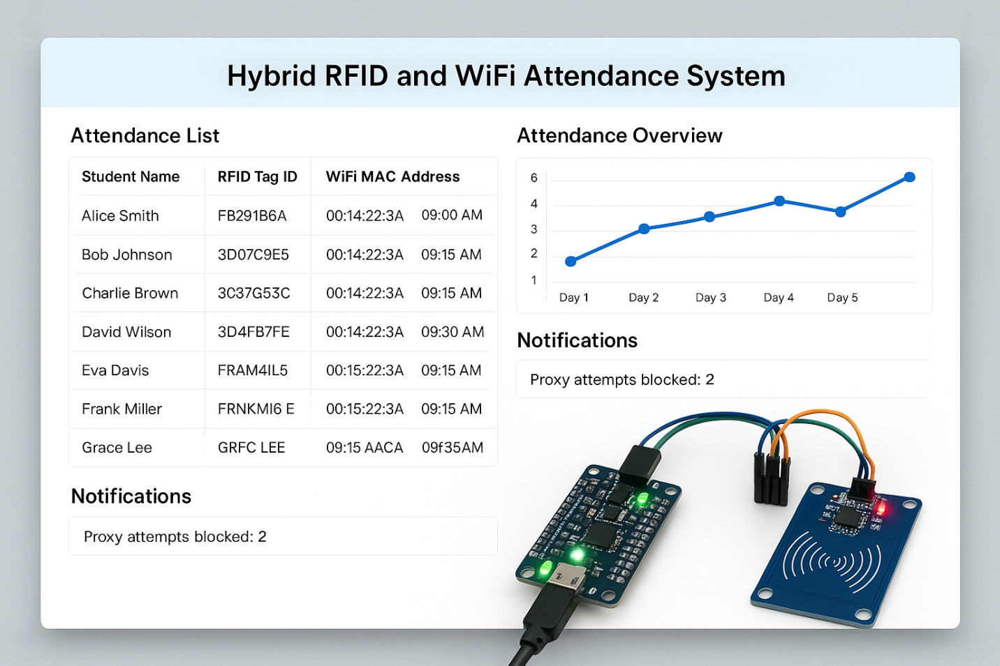 Hybrid RFID and WiFi Attendance System
Attendance List
Student Name RFID Tag ID WiFi MAC Address
Alice Smith FB291B6A 00:14:22:3A 09:00 AM
Bob Johnson 3D07C9E5 00:14:22:3A 09:15 AM
Charlie Brown 3C37G53C 00:14:22:3A 09:15 AM
David Wilson 3D4FB7FE 00:14:22:3A 09:30 AM
Eva Davis FRAM4IL5 00:15:22:3A 09:15 AM
Frank Miller FRNKMI6 E 00:15:22:3A 09:15 AM
Grace Lee GRFC LEE 09:15 AACA 09f35AM
Notifications
Proxy attempts blocked: 2
Attendance Overview
6
4
3
2
1
Day 1 Day 2 Day 3 Day 4 Day 5
Notifications
Proxy attempts blocked: 2